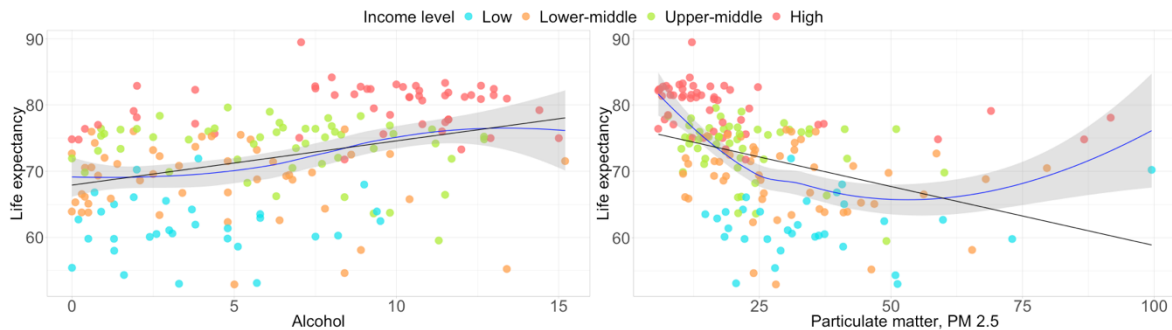 Income level Low Lower-middle Upper-middle High
Life expectancy
90
80
70
60
0 5 10 15
Alcohol
Life expectancy
90
80
70
60
25 50 75 100
Particulate matter, PM 2.5